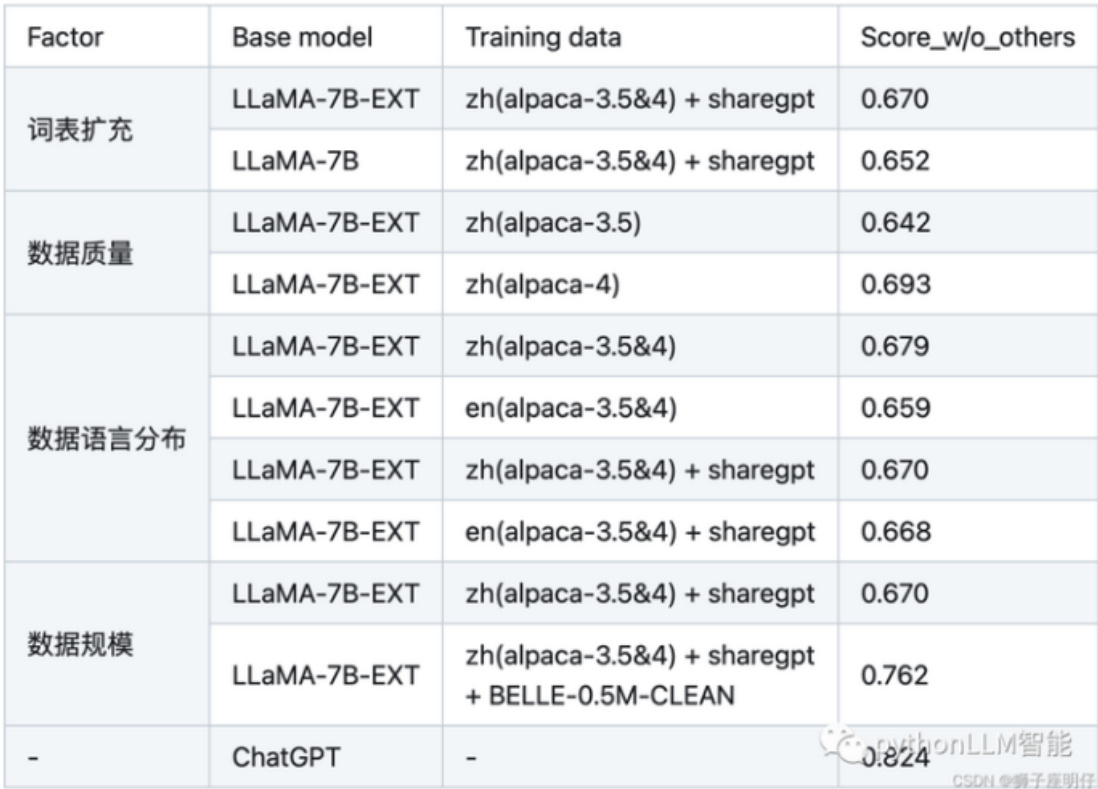 Factor Base model Training data Score_w/o_others
词表扩充
LLaMA-7B-EXT zh(alpaca-3.5&4) + sharegpt 0.670
LLaMA-7B zh(alpaca-3.5&4) + sharegpt 0.652
数据质量
LLaMA-7B-EXT zh(alpaca-3.5) 0.642
LLaMA-7B-EXT zh(alpaca-4) 0.693
数据语言分布
LLaMA-7B-EXT zh(alpaca-3.5&4) 0.679
LLaMA-7B-EXT en(alpaca-3.5&4) 0.659
LLaMA-7B-EXT zh(alpaca-3.5&4) + sharegpt 0.670
LLaMA-7B-EXT en(alpaca-3.5&4) + sharegpt 0.668
数据规模
LLaMA-7B-EXT zh(alpaca-3.5&4) + sharegpt 0.670
LLaMA-7B-EXT zh(alpaca-3.5&4) + sharegpt
+ BELLE-0.5M-CLEAN 0.762
- ChatGPT - 0.824
pythonLLM智能
CSDN @狮子座明仔